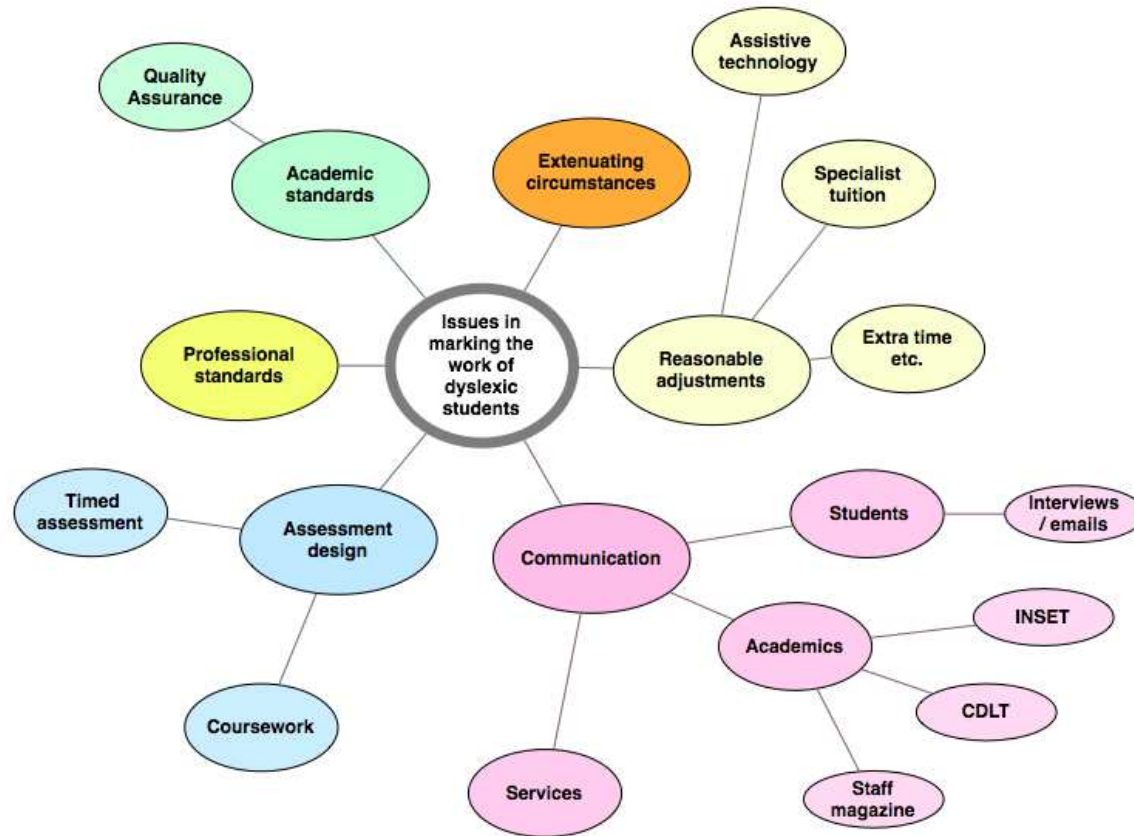 Assistive
technology
Quality
Assurance
Academic
standards
Extenuating
circumstances
Specialist
tuition
Issues in
marking the
work of
dyslexic
students
Professional
standards
Reasonable
adjustments
Extra time
etc.
Timed
assessment
Assessment
design
Communication
Students
Interviews
/ emails
Academics
INSET
CDLT
Coursework
Services
Staff
magazine